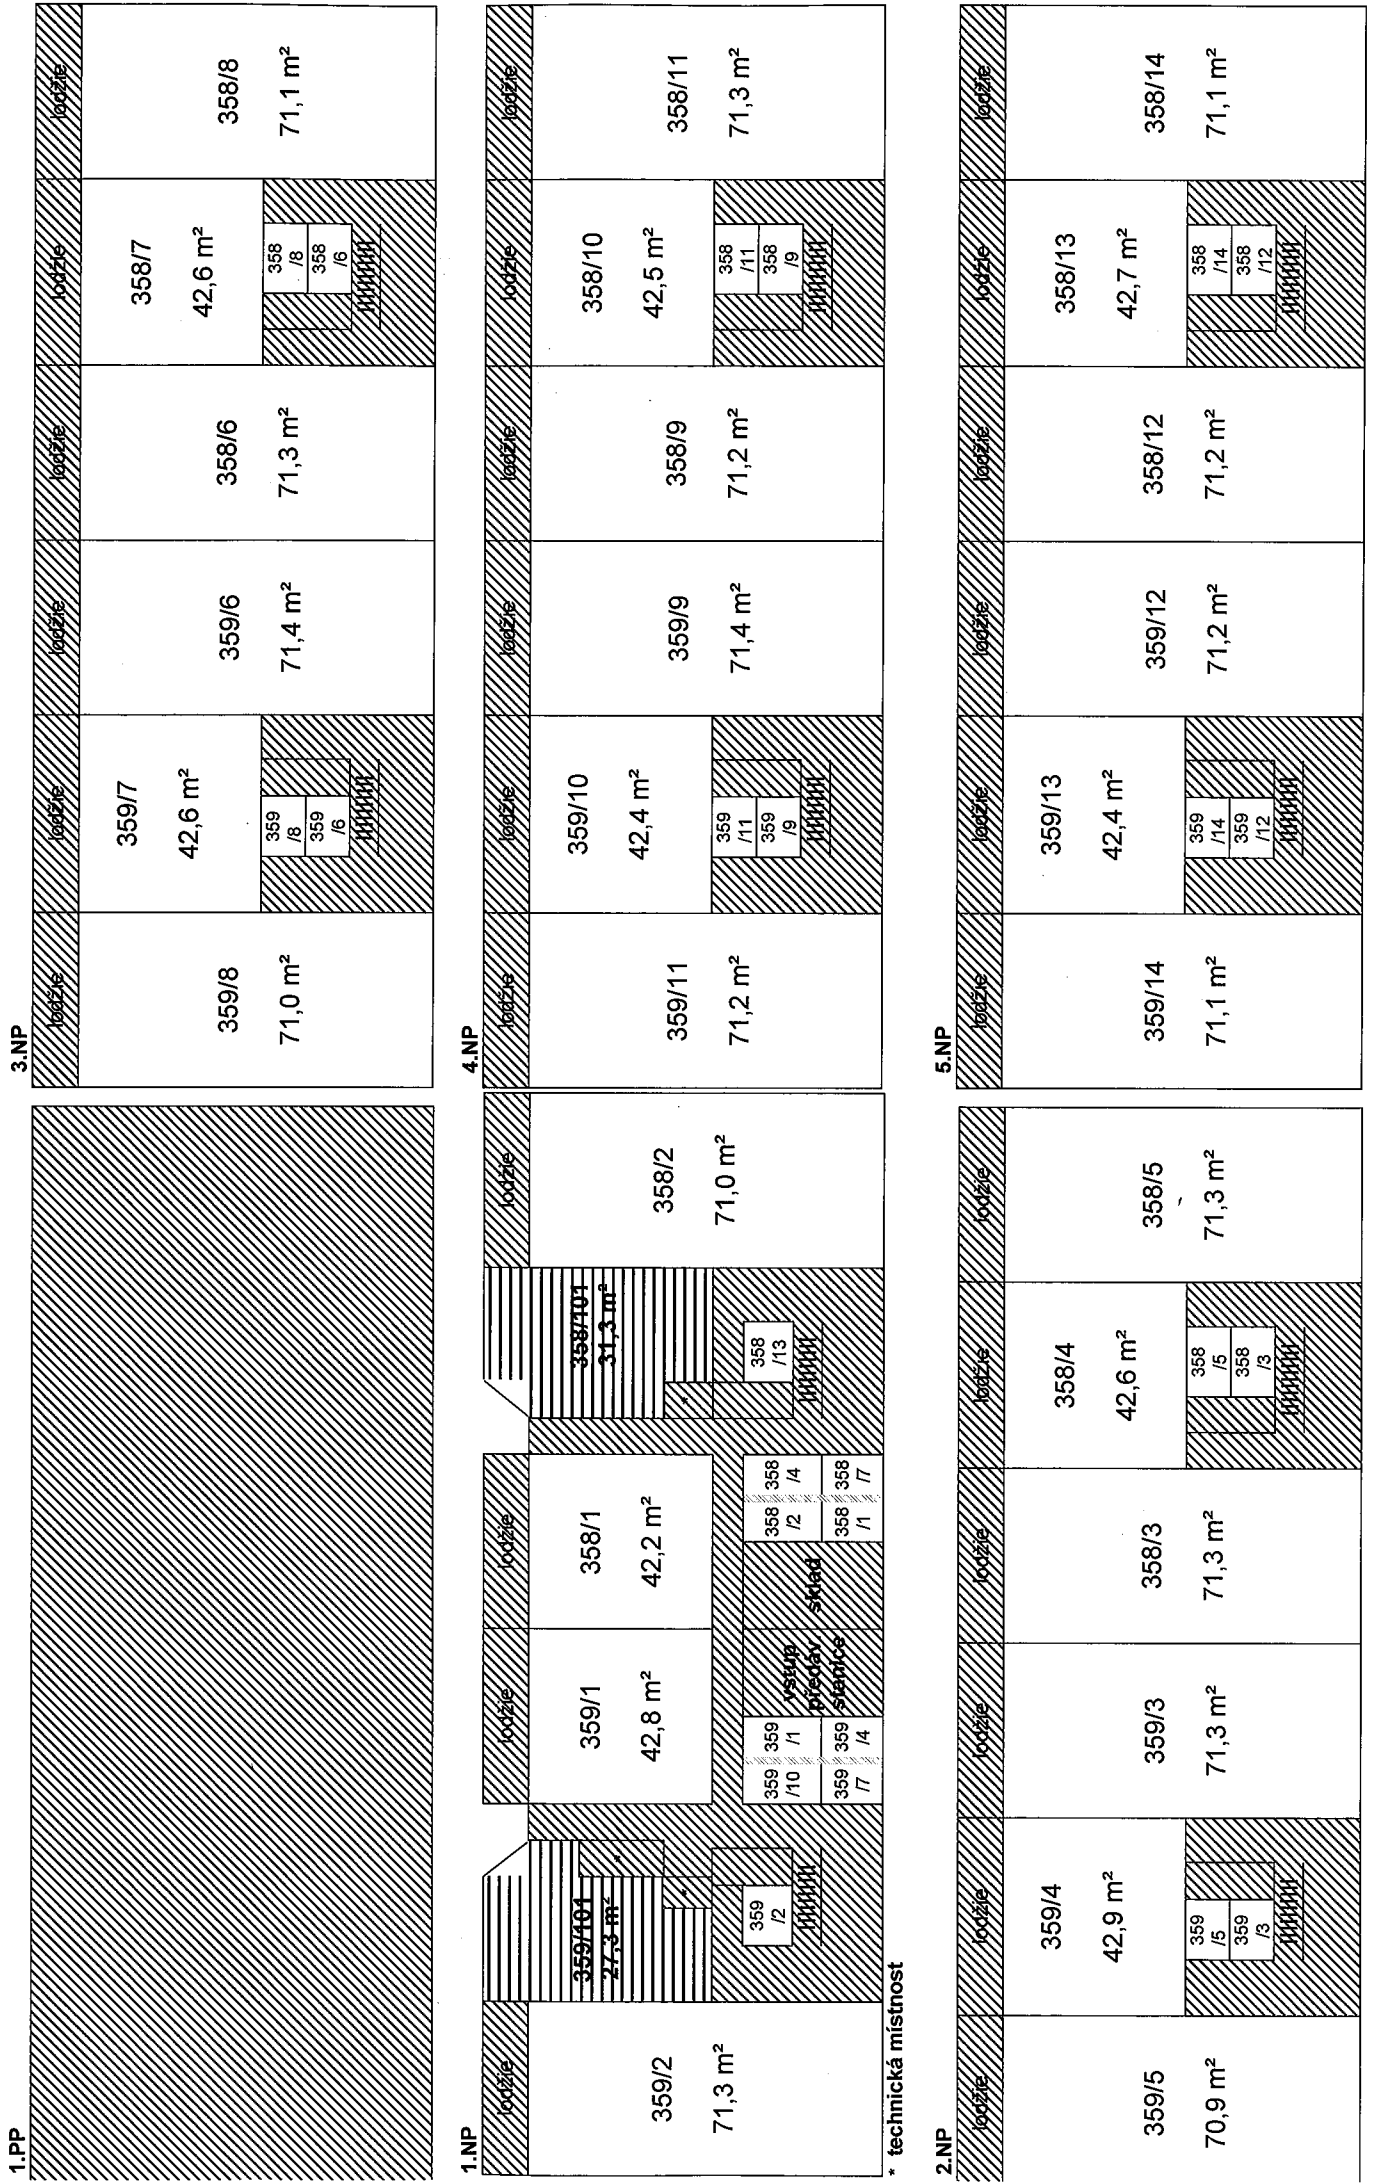 1.PP
3.NP
lodžie
lodžie
lodžie
lodžie
lodžie
lodžie
359/8
71,0 m²
359/7
42,6 m²
359
/8
359
/6
359/6
71,4 m²
358/6
71,3 m²
358/7
42,6 m²
358
/8
358
/6
358/8
71,1 m²
1.NP
lodžie
lodžie
lodžie
lodžie
359/2
71,3 m²
359/101
27,3 m²
*
*
359
/2
359/1
42,8 m²
359
/10
359
/1
359
/7
359
/4
vstup
předáv
stanice
sklad
358/1
42,2 m²
358
/2
358
/4
358
/1
358
/7
358/101
31,3 m²
*
358
/13
358/2
71,0 m²
* technická místnost
4.NP
lodžie
lodžie
lodžie
lodžie
lodžie
lodžie
359/11
71,2 m²
359/10
42,4 m²
359
/11
359
/9
359/9
71,4 m²
358/9
71,2 m²
358/10
42,5 m²
358
/11
358
/9
358/11
71,3 m²
2.NP
lodžie
lodžie
lodžie
lodžie
lodžie
lodžie
359/5
70,9 m²
359/4
42,9 m²
359
/5
359
/3
359/3
71,3 m²
358/3
71,3 m²
358/4
42,6 m²
358
/5
358
/3
358/5
71,3 m²
5.NP
lodžie
lodžie
lodžie
lodžie
lodžie
lodžie
359/14
71,1 m²
359/13
42,4 m²
359
/14
359
/12
359/12
71,2 m²
358/12
71,2 m²
358/13
42,7 m²
358
/14
358
/12
358/14
71,1 m²